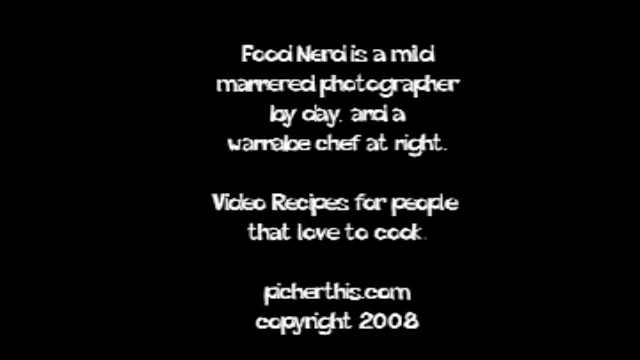 Food Nerd is a mild
mannered photographer
by day, and a
wannabe chef at night.
Video Recipes for people
that love to cook.
picherthis.com
copyright 2008